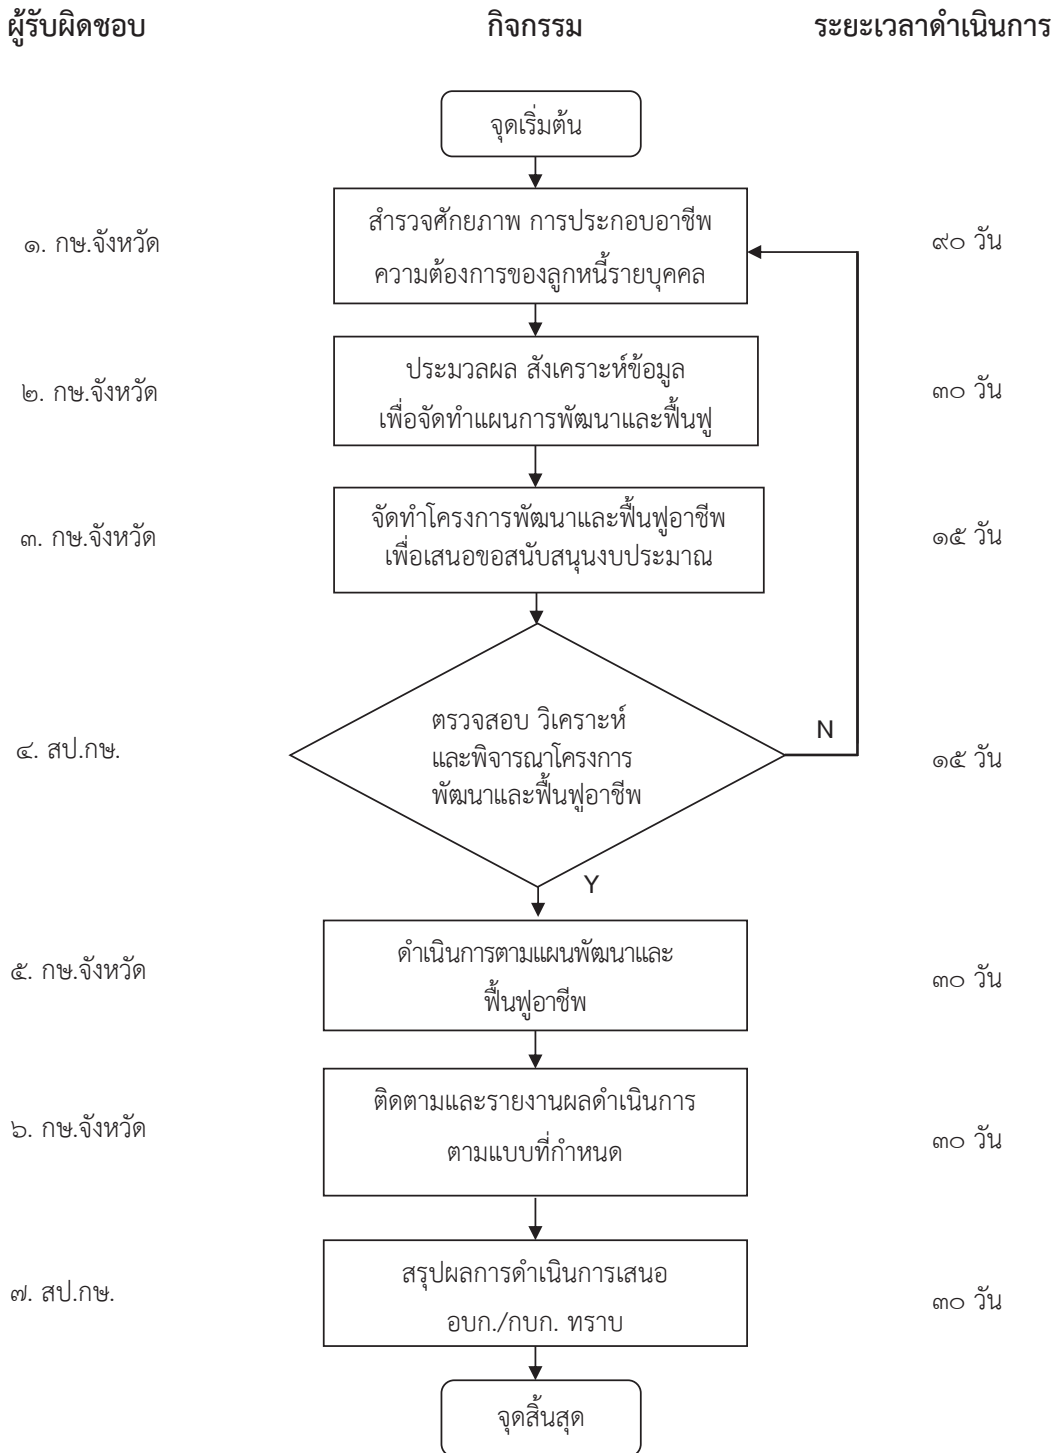 ผู้รับผิดชอบ กิจกรรม ระยะเวลาดำเนินการ
จุดเริ่มต้น
๑. กษ.จังหวัด
สำรวจศักยภาพ การประกอบอาชีพ
ความต้องการของลูกหนี้รายบุคคล
๙๐ วัน
๒. กษ.จังหวัด
ประมวลผล สังเคราะห์ข้อมูล
เพื่อจัดทำแผนการพัฒนาและฟื้นฟู
๓๐ วัน
๓. กษ.จังหวัด
จัดทำโครงการพัฒนาและฟื้นฟูอาชีพ
เพื่อเสนอขอสนับสนุนงบประมาณ
๑๕ วัน
๔. สป.กษ.
ตรวจสอบ วิเคราะห์
และพิจารณาโครงการ
พัฒนาและฟื้นฟูอาชีพ
N
๑๕ วัน
Y
๕. กษ.จังหวัด
ดำเนินการตามแผนพัฒนาและ
ฟื้นฟูอาชีพ
๓๐ วัน
๖. กษ.จังหวัด
ติดตามและรายงานผลดำเนินการ
ตามแบบที่กำหนด
๓๐ วัน
๗. สป.กษ.
สรุปผลการดำเนินการเสนอ
อบก./กบก. ทราบ
๓๐ วัน
จุดสิ้นสุด